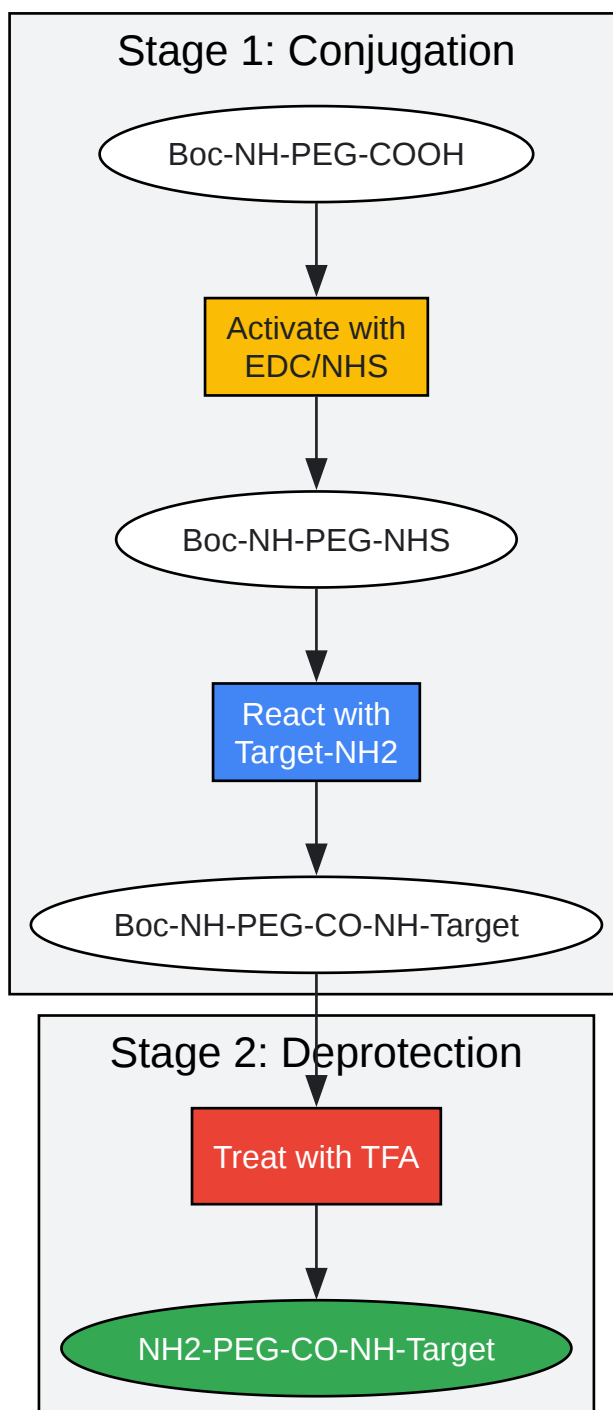 Stage 1: Conjugation
Boc-NH-PEG-COOH
Activate with
EDC/NHS
Boc-NH-PEG-NHS
React with
Target-NH2
Boc-NH-PEG-CO-NH-Target
Stage 2: Deprotection
Treat with TFA
NH2-PEG-CO-NH-Target